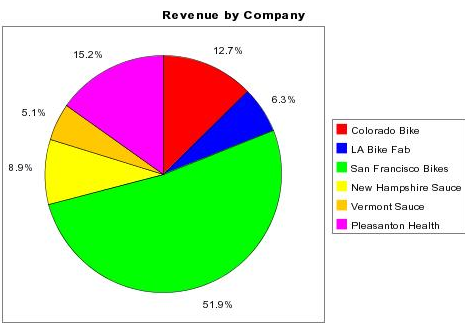 Revenue by Company
15.2%
12.7%
6.3%
5.1%
8.9%
51.9%
Colorado Bike
LA Bike Fab
San Francisco Bikes
New Hampshire Sauce
Vermont Sauce
Pleasanton Health